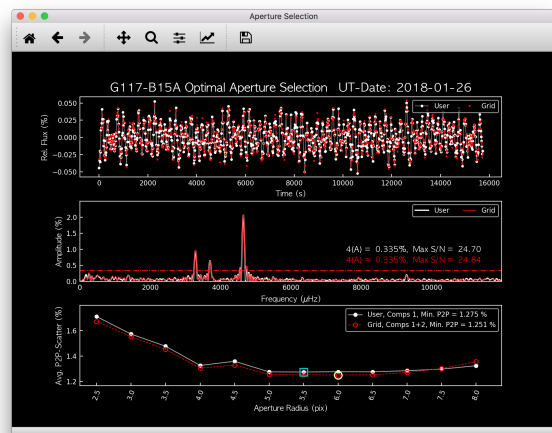 Aperture Selection
G117-B15A Optimal Aperture Selection UT-Date: 2018-01-26
User Grid
Rel. Flux (%)
0.050
0.025
0.000
−0.025
−0.050
0 2000 4000 6000 8000 10000 12000 14000 16000
Time (s)
User Grid
Amplitude (%)
2.0
1.5
1.0
0.5
0.0
4⟨A⟩ = 0.335%, Max S/N = 24.70
4⟨A⟩ = 0.335%, Max S/N = 24.84
0 2000 4000 6000 8000 10000
Frequency (μHz)
User, Comps 1, Min. P2P = 1.275 %
Grid, Comps 1+2, Min. P2P = 1.251 %
Avg. P2P-Scatter (%)
1.6
1.4
1.2
2.5 3.0 3.5 4.0 4.5 5.0 5.5 6.0 6.5 7.0 7.5 8.0
Aperture Radius (pix)